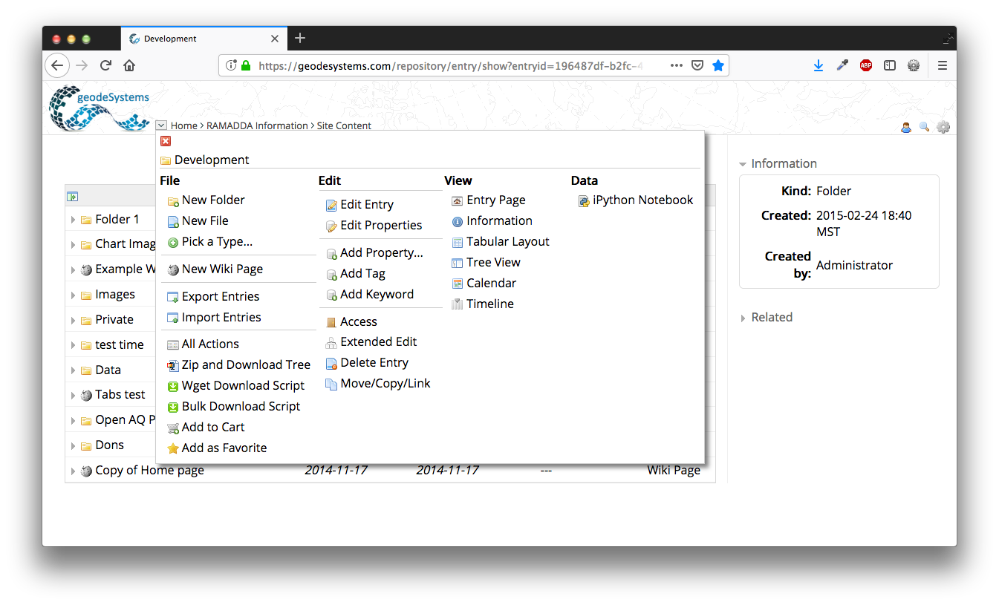 Development
https://geodesystems.com/repository/entry/show?entryid=196487df-b2fc-4
ABP
geodeSystems
Home > RAMADDA Information > Site Content
Development
File
New Folder
New File
Pick a Type...
New Wiki Page
Export Entries
Import Entries
All Actions
Zip and Download Tree
Wget Download Script
Bulk Download Script
Add to Cart
Add as Favorite
Edit
Edit Entry
Edit Properties
Add Property...
Add Tag
Add Keyword
Access
Extended Edit
Delete Entry
Move/Copy/Link
View
Entry Page
Information
Tabular Layout
Tree View
Calendar
Timeline
Data
iPython Notebook
Folder 1
Chart Imag
Example W
Images
Private
test time
Data
Tabs test
Open AQ P
Dons
Copy of Home page 2014-11-17 2014-11-17 --- Wiki Page
Information
Kind: Folder
Created: 2015-02-24 18:40
MST
Created
by: Administrator
Related